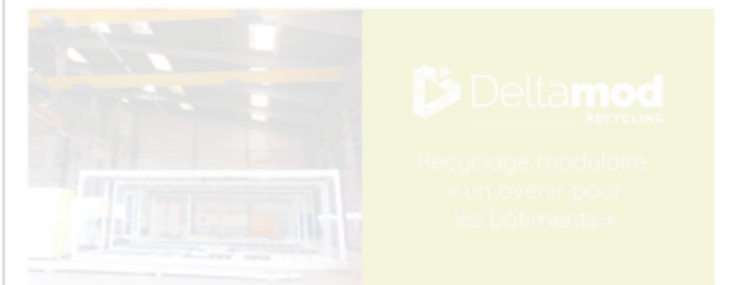 Deltamod
RECYCLING
Recyclage modulaire
« un avenir pour
les bâtiments »